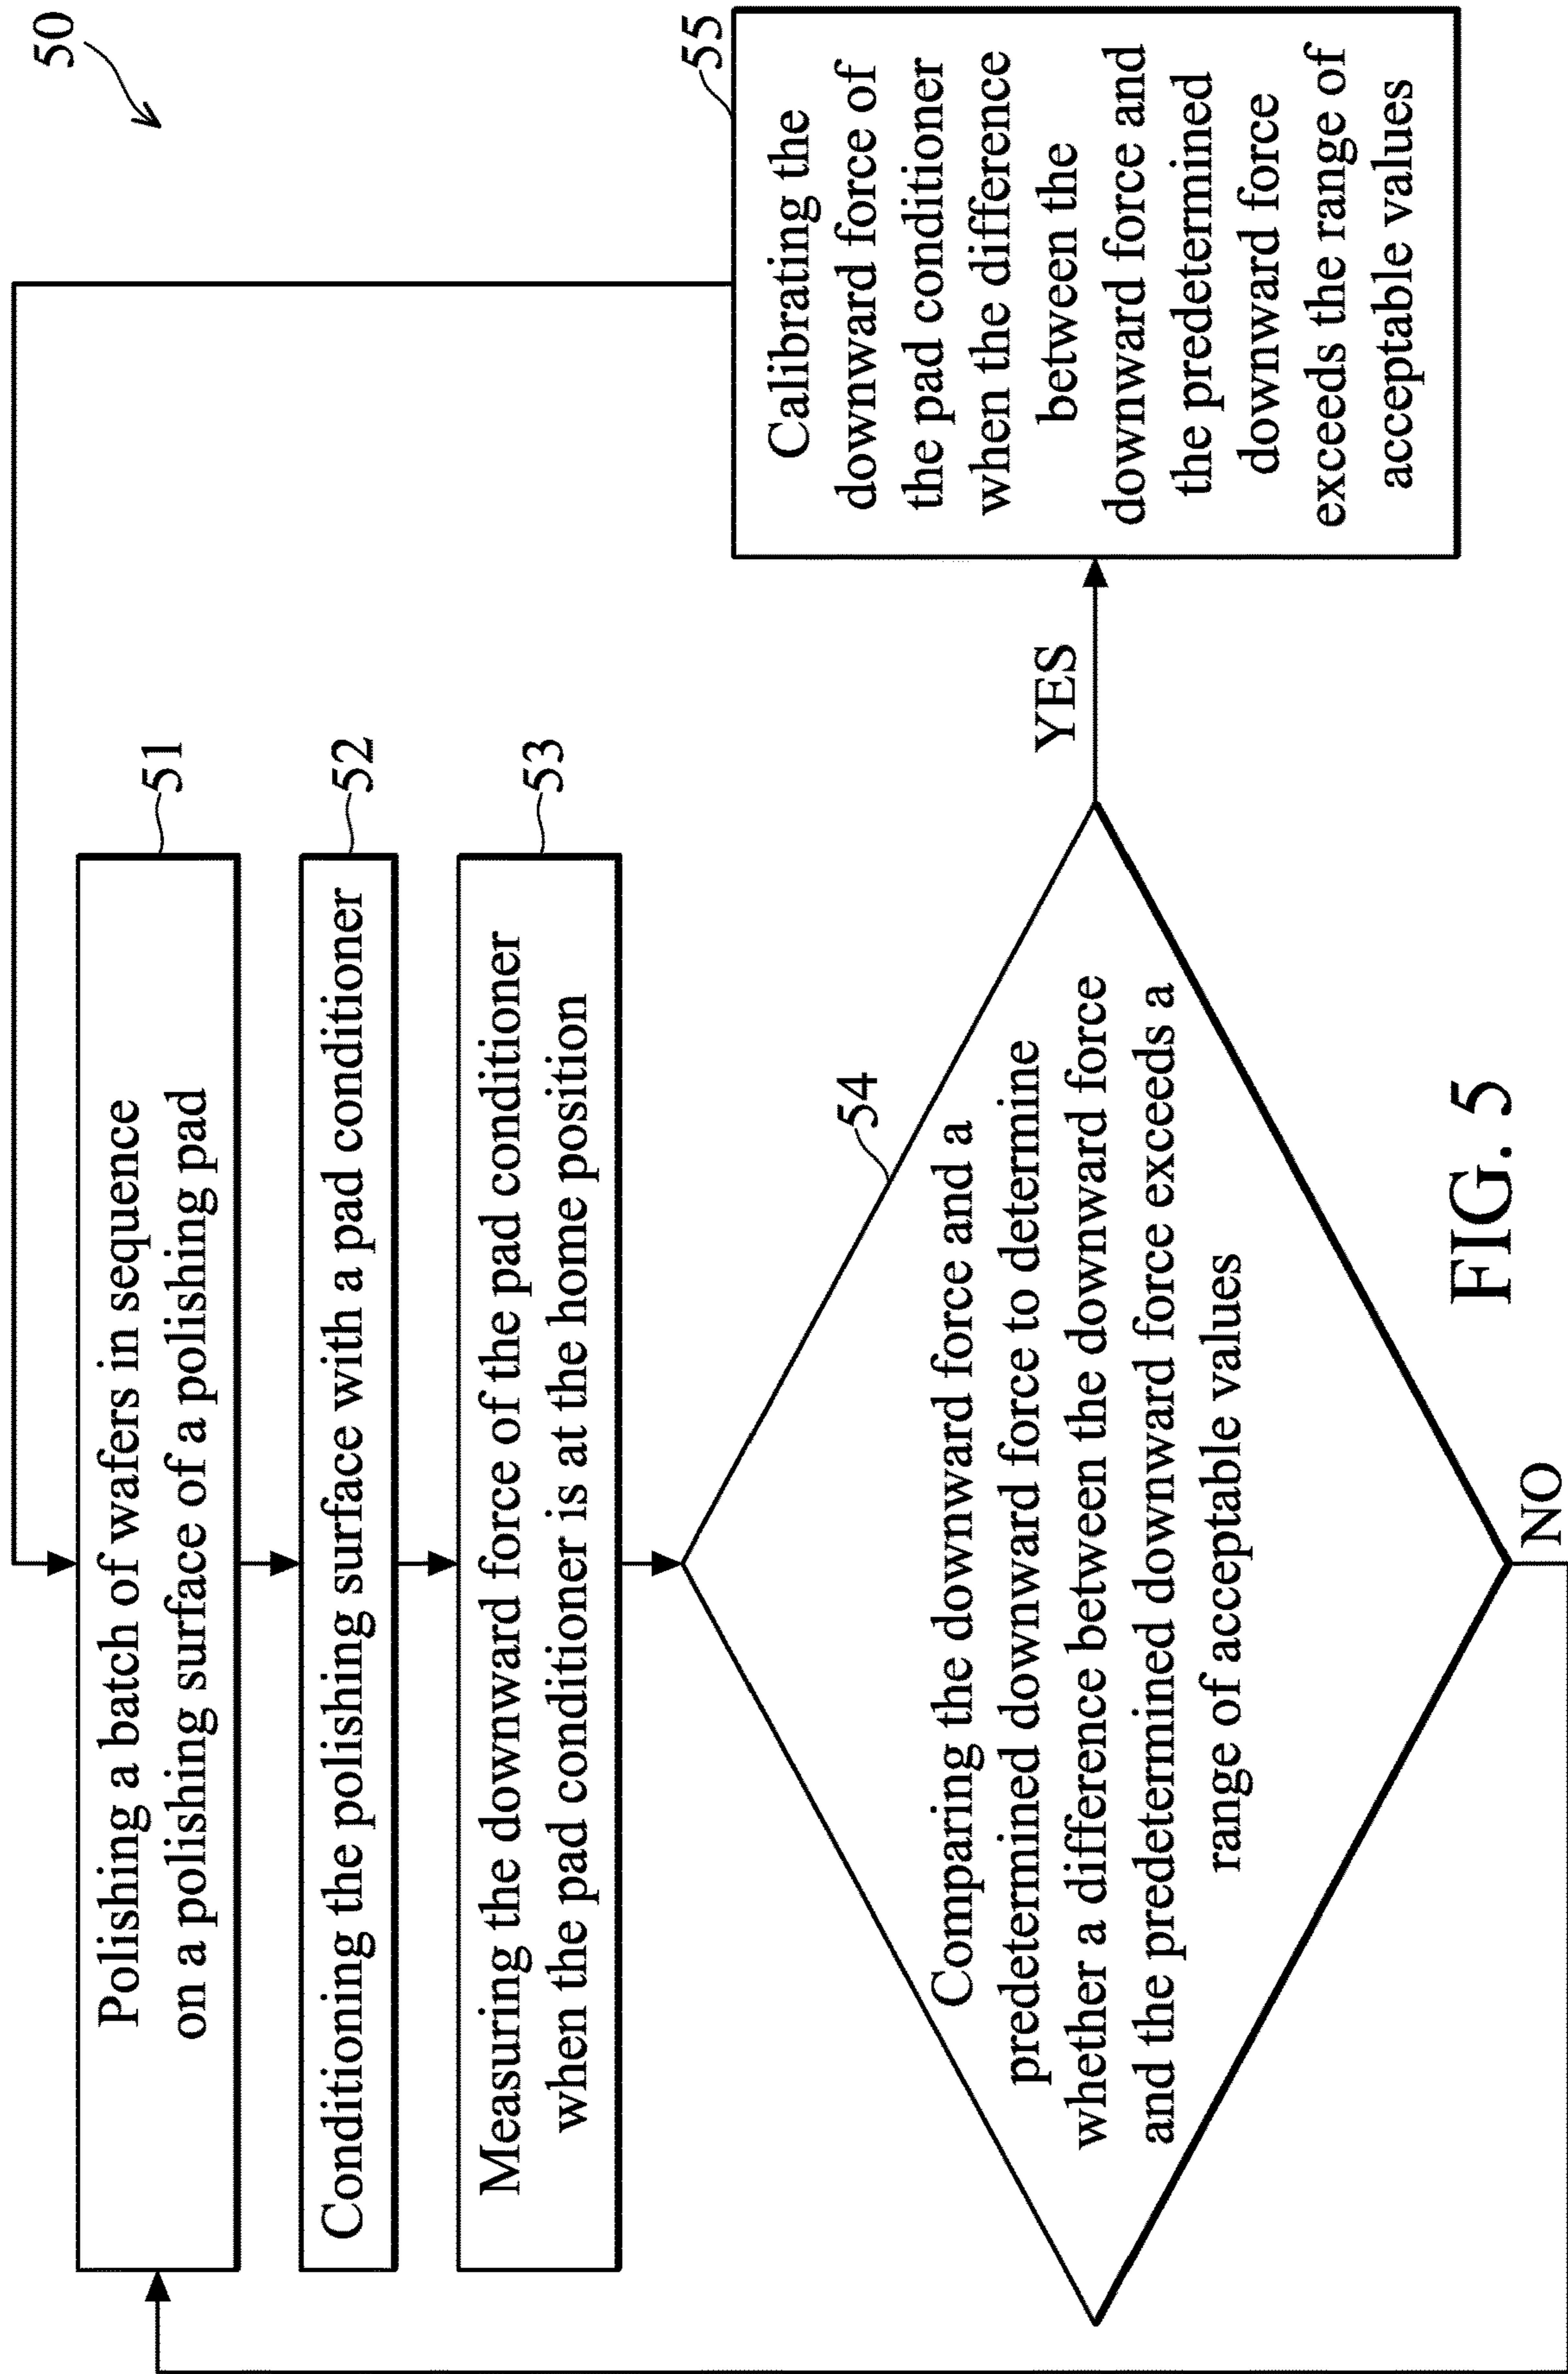 50
Polishing a batch of wafers in sequence
on a polishing surface of a polishing pad
51
Conditioning the polishing surface with a pad conditioner
52
Measuring the downward force of the pad conditioner
when the pad conditioner is at the home position
53
54
Comparing the downward force and a
predetermined downward force to determine
whether a difference between the downward force
and the predetermined downward force exceeds a
range of acceptable values
YES
NO
55
Calibrating the
downward force of
the pad conditioner
when the difference
between the
downward force and
the predetermined
downward force
exceeds the range of
acceptable values
FIG. 5